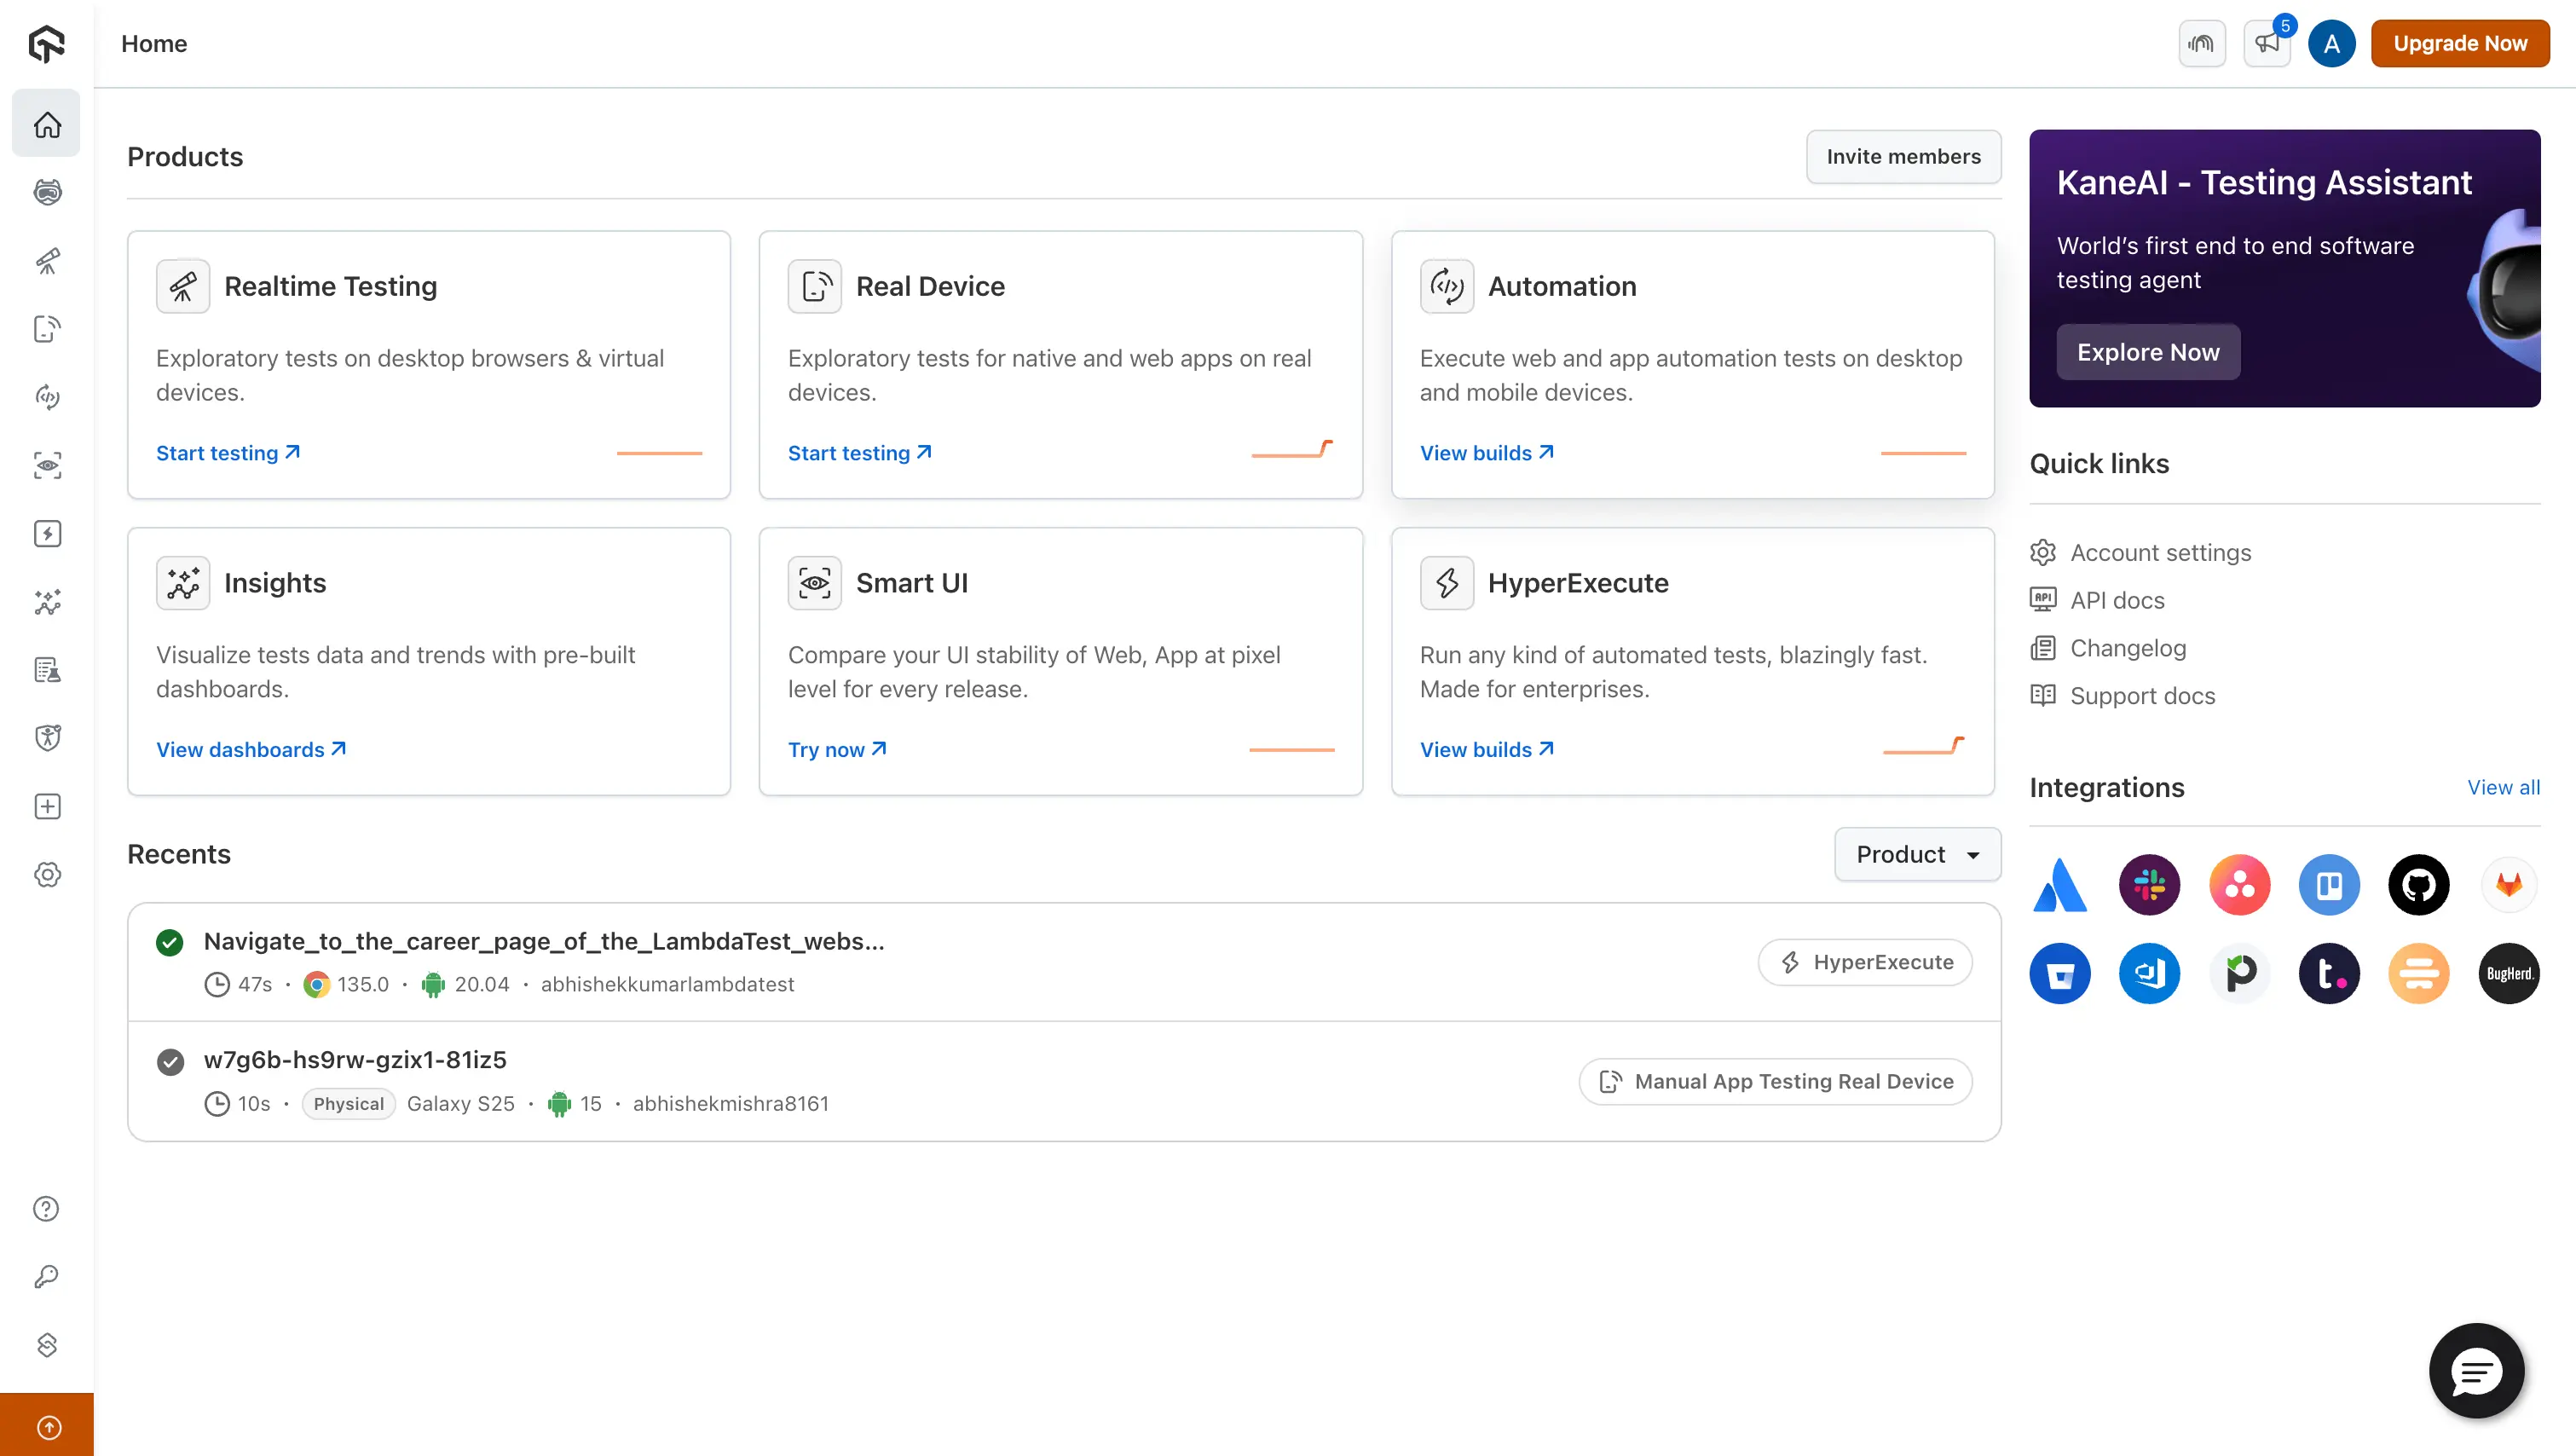 Home
5
A
Upgrade Now
Products
Invite members
Realtime Testing
Exploratory tests on desktop browsers & virtual
devices.
Start testing
Real Device
Exploratory tests for native and web apps on real
devices.
Start testing
Automation
Execute web and app automation tests on desktop
and mobile devices.
View builds
Insights
Visualize tests data and trends with pre-built
dashboards.
View dashboards
Smart UI
Compare your UI stability of Web, App at pixel
level for every release.
Try now
HyperExecute
Run any kind of automated tests, blazingly fast.
Made for enterprises.
View builds
Recents
Product
Navigate_to_the_career_page_of_the_LambdaTest_webs...
47s · 135.0 · 20.04 · abhishekkumarlambdatest
HyperExecute
w7g6b-hs9rw-gzix1-81iz5
10s · Physical Galaxy S25 · 15 · abhishekmishra8161
Manual App Testing Real Device
KaneAI - Testing Assistant
World's first end to end software
testing agent
Explore Now
Quick links
Account settings
API
API docs
Changelog
Support docs
Integrations
View all
t.
BugHerd.